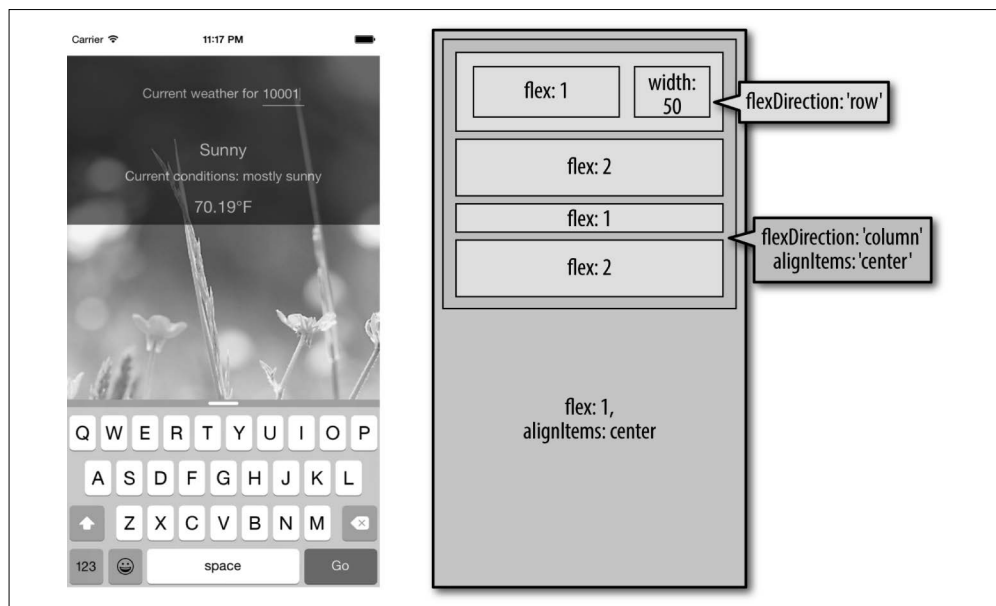 Carrier
11:17 PM
Current weather for 10001
Sunny
Current conditions: mostly sunny
70.19°F
Q W E R T Y U I O P
A S D F G H J K L
Z X C V B N M
123
space
Go
flex: 1
width:
50
flexDirection: 'row'
flex: 2
flex: 1
flexDirection: 'column'
alignItems: 'center'
flex: 2
flex: 1,
alignItems: center